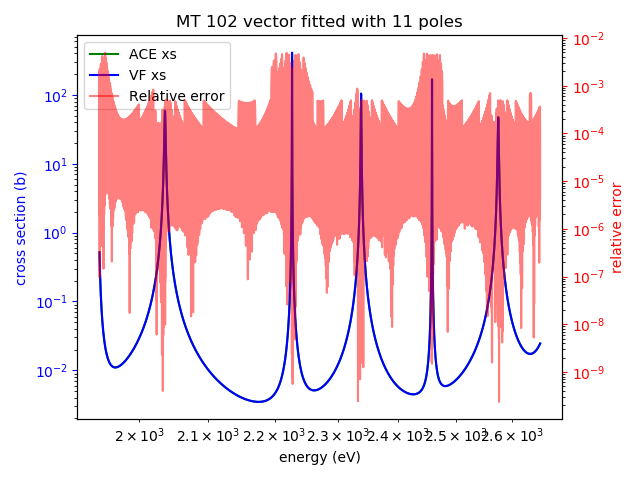 MT 102 vector fitted with 11 poles
ACE xs
VF xs
Relative error
cross section (b)
10²
10¹
10⁰
10⁻¹
10⁻²
10⁻²
10⁻³
10⁻⁴
10⁻⁵
10⁻⁶
10⁻⁷
10⁻⁸
10⁻⁹
relative error
2 × 10³ 2.1 × 10³ 2.2 × 10³ 2.3 × 10³ 2.4 × 10³ 2.5 × 10³ 2.6 × 10³
energy (eV)